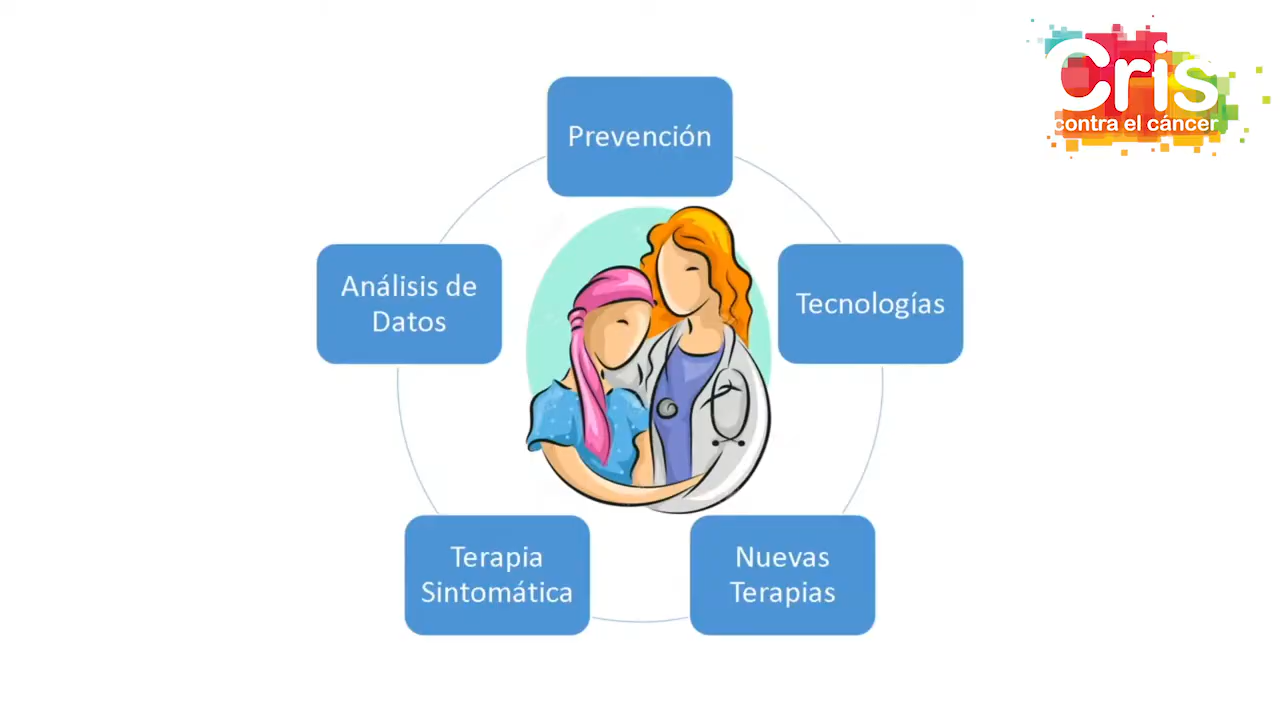 Cris
contra el cáncer
Prevención
Análisis de
Datos
Tecnologías
Terapia
Sintomática
Nuevas
Terapias